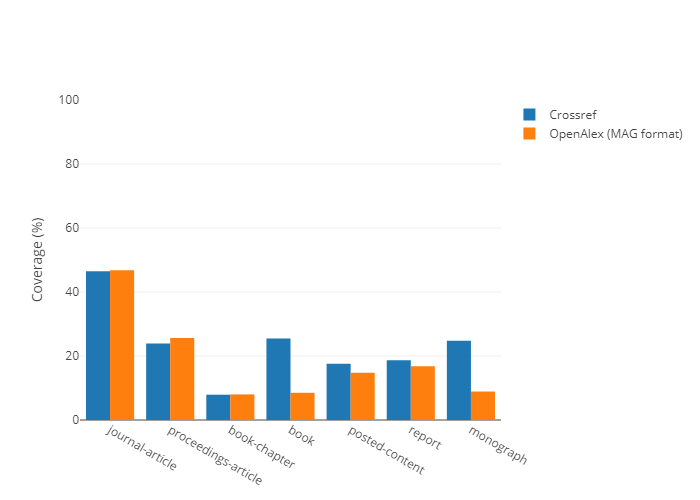 100
80
60
40
20
0
Coverage (%)
journal-article
proceedings-article
book-chapter
book
posted-content
report
monograph
Crossref
OpenAlex (MAG format)